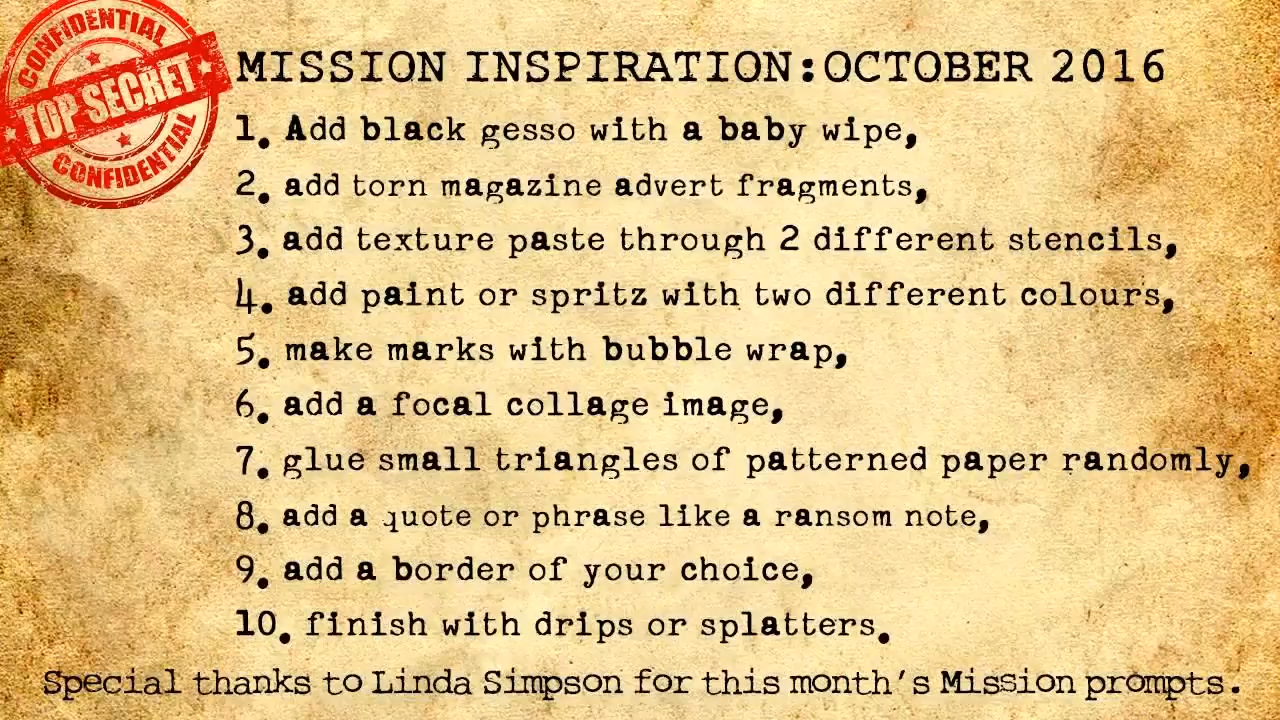 CONFIDENTIAL
TOP SECRET
CONFIDENTIAL
MISSION INSPIRATION:OCTOBER 2016
1. Add black gesso with a baby wipe,
2. add torn magazine advert fragments,
3. add texture paste through 2 different stencils,
4. add paint or spritz with two different colours,
5. make marks with bubble wrap,
6. add a focal collage image,
7. glue small triangles of patterned paper randomly,
8. add a quote or phrase like a ransom note,
9. add a border of your choice,
10. finish with drips or splatters.
Special thanks to Linda Simpson for this month's Mission prompts.